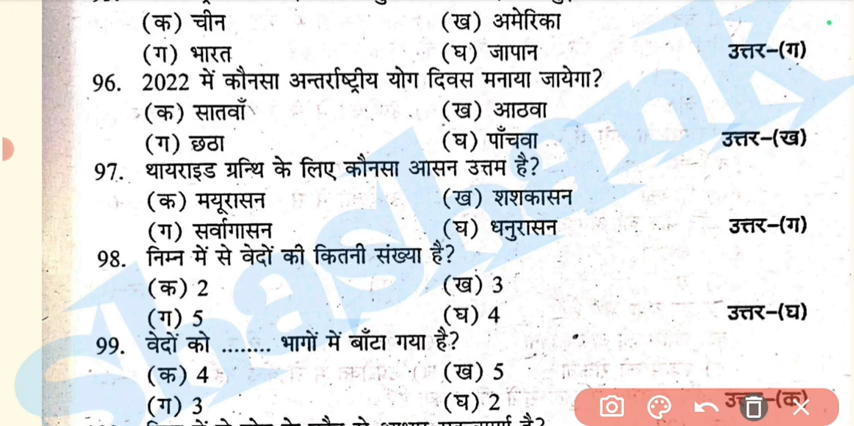 (क) चीन (ख) अमेरिका
(ग) भारत (घ) जापान उत्तर–(ग)
96. 2022 में कौनसा अन्तर्राष्ट्रीय योग दिवस मनाया जायेगा?
(क) सातवाँ (ख) आठवा
(ग) छठा (घ) पाँचवा उत्तर–(ख)
97. थायराइड ग्रन्थि के लिए कौनसा आसन उत्तम है?
(क) मयूरासन (ख) शशकासन
(ग) सर्वांगासन (घ) धनुरासन उत्तर–(ग)
98. निम्न में से वेदों की कितनी संख्या है?
(क) 2 (ख) 3
(ग) 5 (घ) 4 उत्तर–(घ)
99. वेदों को ......... भागों में बाँटा गया है?
(क) 4 (ख) 5
(ग) 3 (घ) 2 उत्तर–(क)
Shashank